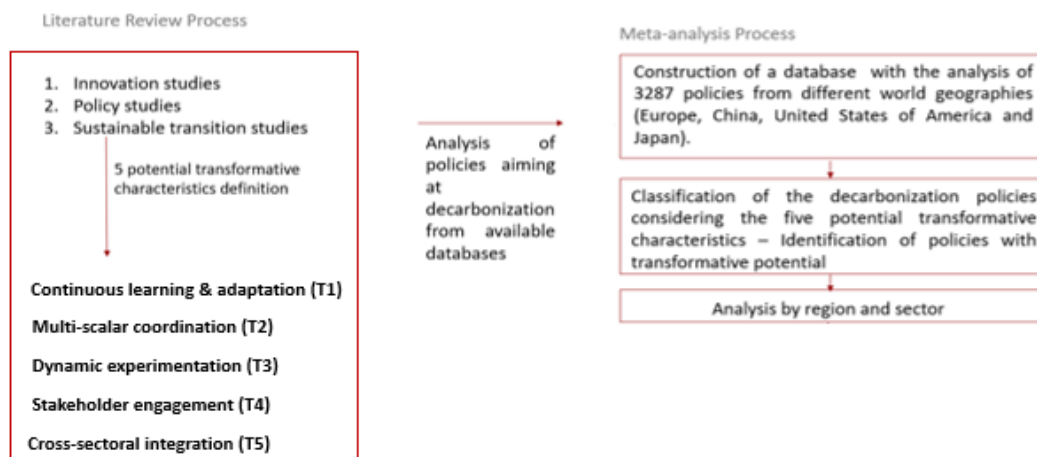 Literature Review Process
1. Innovation studies
2. Policy studies
3. Sustainable transition studies
5 potential transformative
characteristics definition
Continuous learning & adaptation (T1)
Multi-scalar coordination (T2)
Dynamic experimentation (T3)
Stakeholder engagement (T4)
Cross-sectoral integration (T5)
Analysis of
policies aiming
at
decarbonization
from available
databases
Meta-analysis Process
Construction of a database with the analysis of
3287 policies from different world geographies
(Europe, China, United States of America and
Japan).
Classification of the decarbonization policies
considering the five potential transformative
characteristics – Identification of policies with
transformative potential
Analysis by region and sector